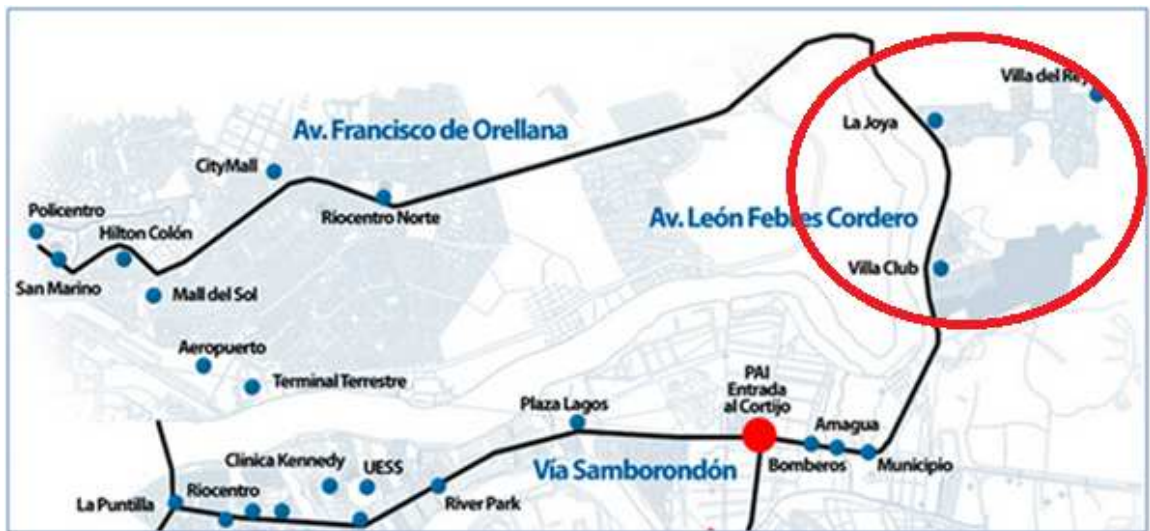 Villa del Rey
La Joya
Av. Francisco de Orellana
CityMall
Riocentro Norte
Policentro
Hilton Colón
Av. León Febres Cordero
San Marino
Mall del Sol
Villa Club
Aeropuerto
Terminal Terrestre
PAI
Entrada
al Cortijo
Plaza Lagos
Amagua
Bomberos
Municipio
Vía Samborondón
Clínica Kennedy
UESS
La Puntilla
Riocentro
River Park